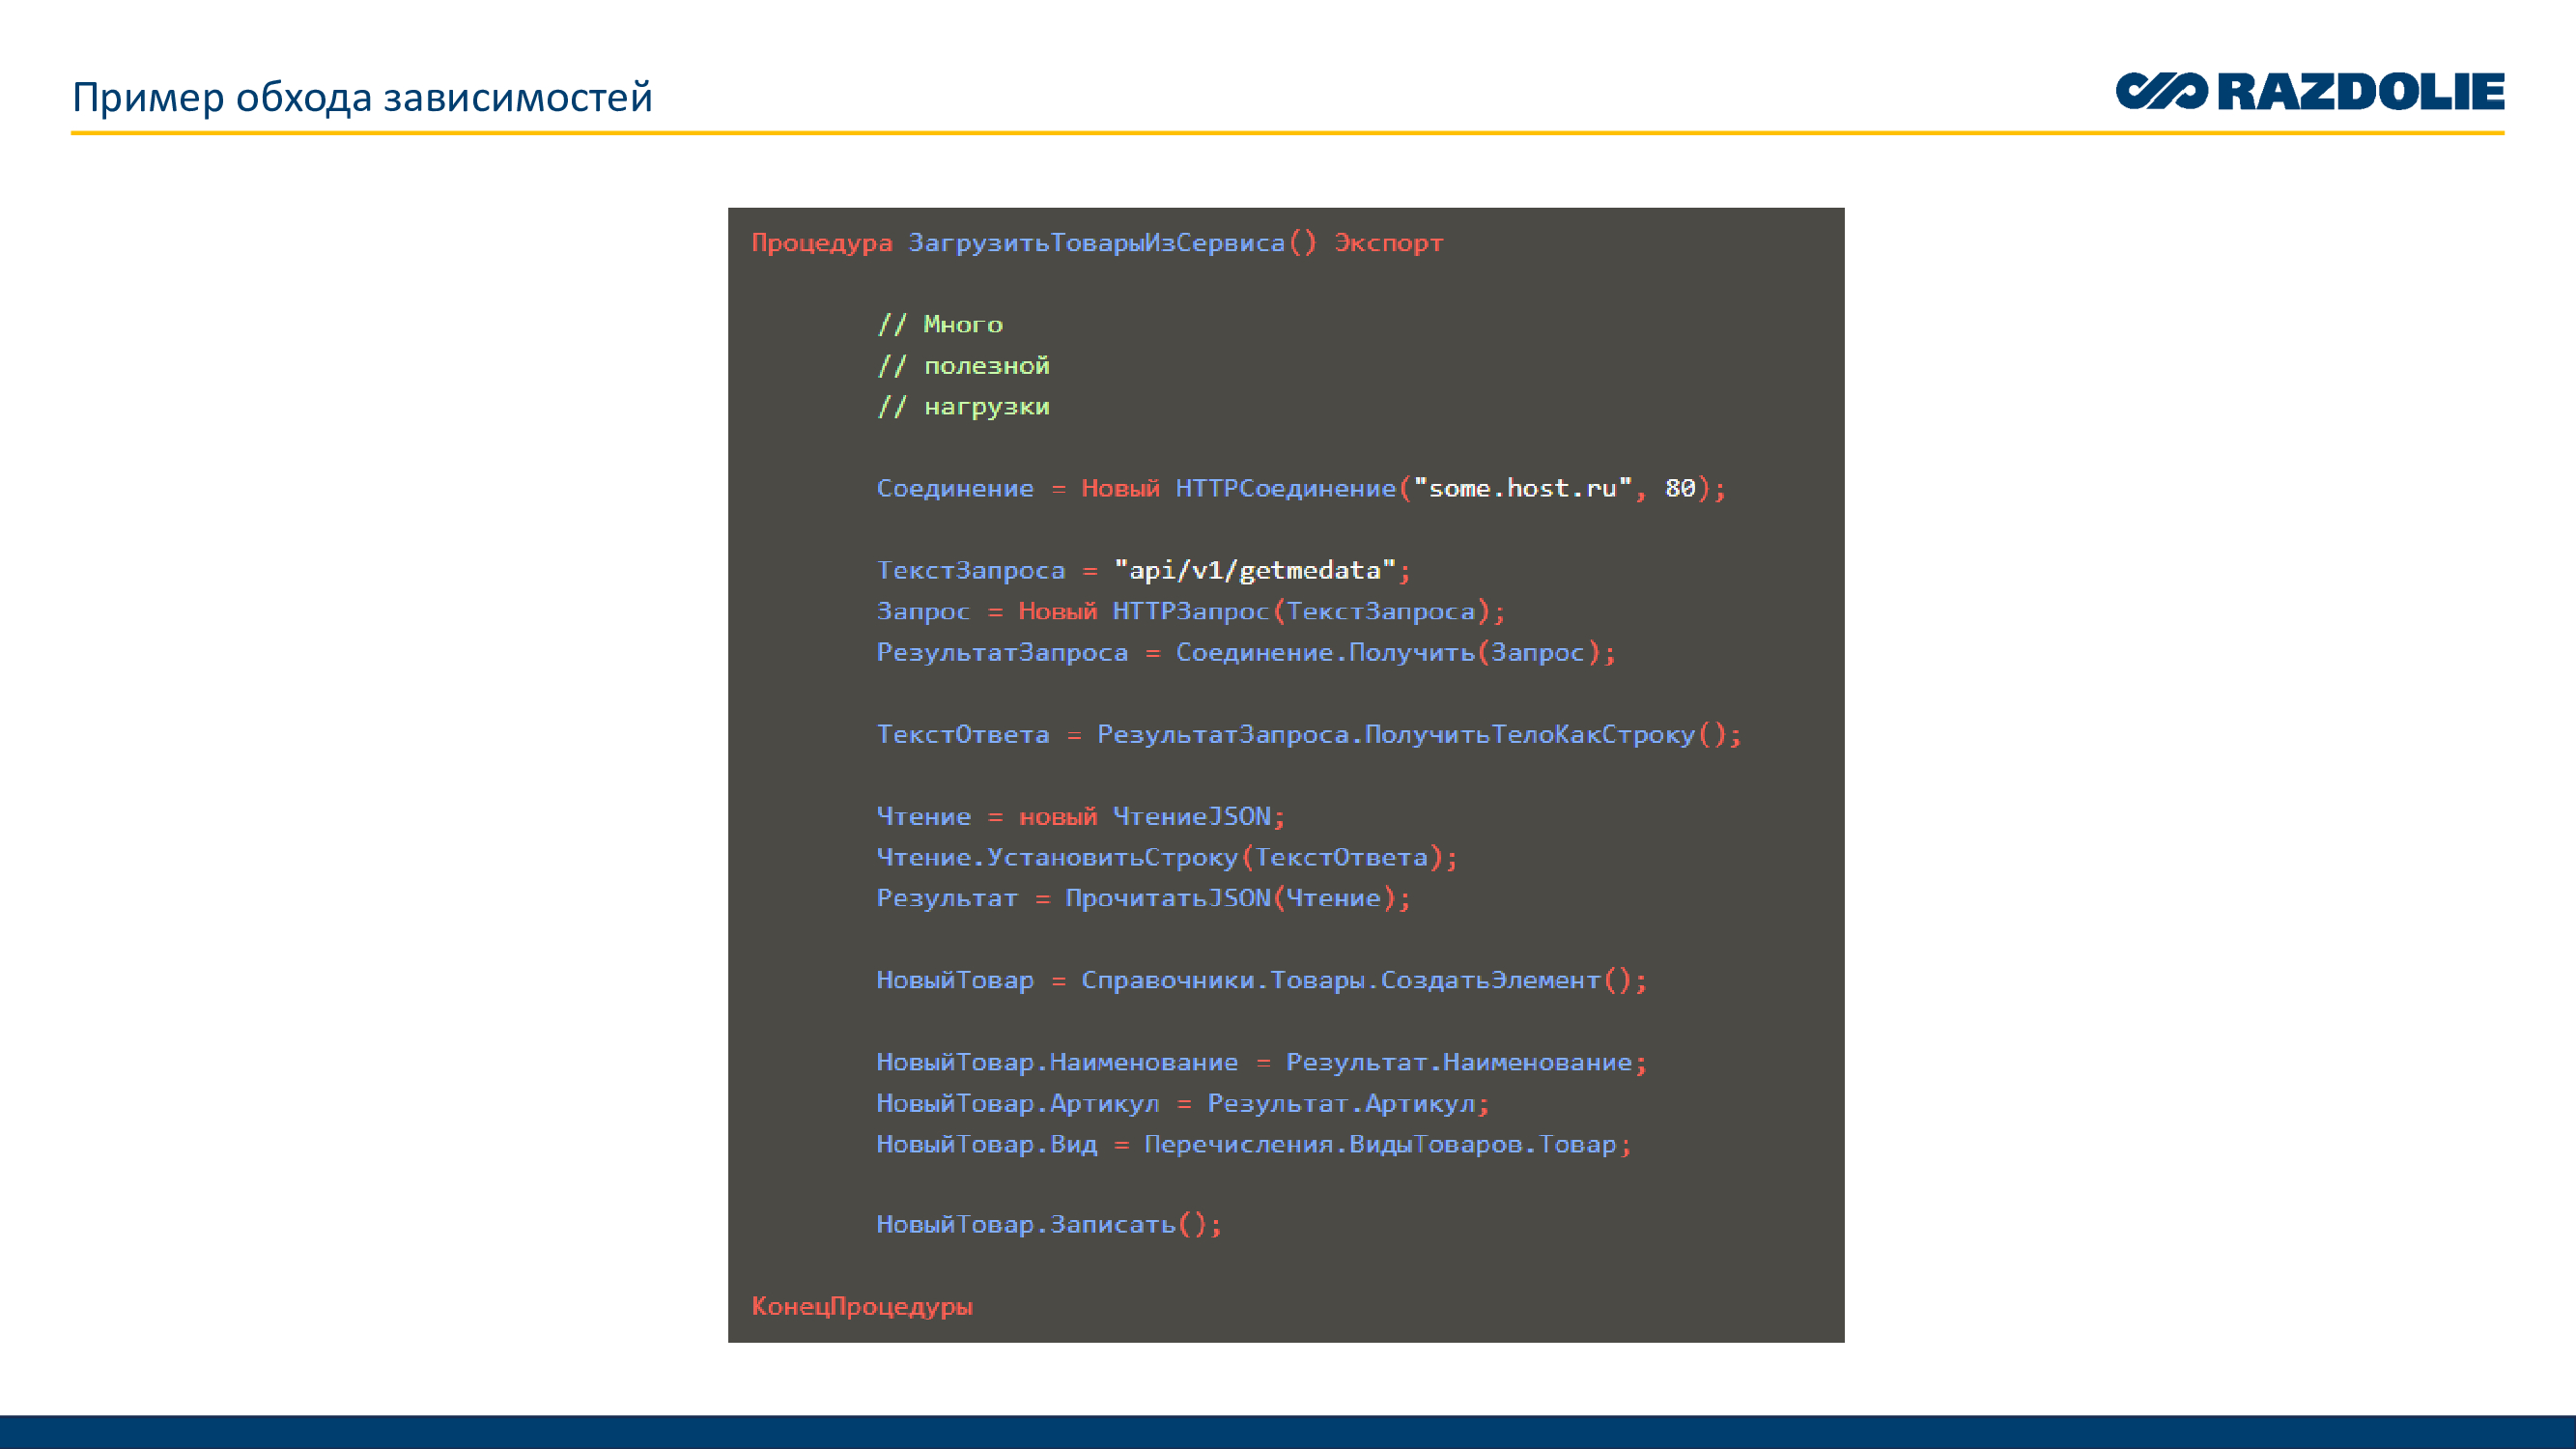 Пример обхода зависимостей
RAZDOLIE
Процедура ЗагрузитьТоварыИзСервиса() Экспорт
// Много
// полезной
// нагрузки
Соединение = Новый HTTPСоединение("some.host.ru", 80);
ТекстЗапроса = "api/v1/getmedata";
Запрос = Новый HTTPЗапрос(ТекстЗапроса);
РезультатЗапроса = Соединение.Получить(Запрос);
ТекстОтвета = РезультатЗапроса.ПолучитьТелоКакСтроку();
Чтение = новый ЧтениеJSON;
Чтение.УстановитьСтроку(ТекстОтвета);
Результат = ПрочитатьJSON(Чтение);
НовыйТовар = Справочники.Товары.СоздатьЭлемент();
НовыйТовар.Наименование = Результат.Наименование;
НовыйТовар.Артикул = Результат.Артикул;
НовыйТовар.Вид = Перечисления.ВидыТоваров.Товар;
НовыйТовар.Записать();
КонецПроцедуры